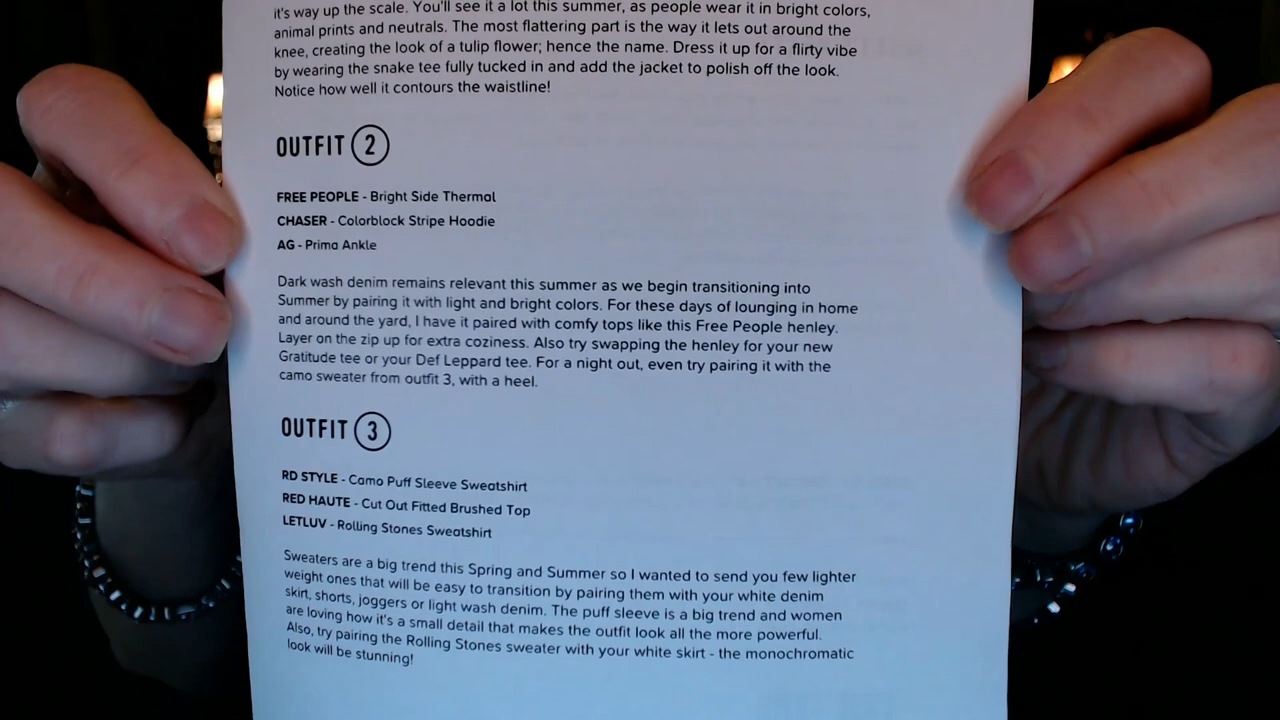 it's way up the scale. You'll see it a lot this summer, as people wear it in bright colors,
animal prints and neutrals. The most flattering part is the way it lets out around the
knee, creating the look of a tulip flower; hence the name. Dress it up for a flirty vibe
by wearing the snake tee fully tucked in and add the jacket to polish off the look.
Notice how well it contours the waistline!
OUTFIT 2
FREE PEOPLE - Bright Side Thermal
CHASER - Colorblock Stripe Hoodie
AG - Prima Ankle
Dark wash denim remains relevant this summer as we begin transitioning into
Summer by pairing it with light and bright colors. For these days of lounging in home
and around the yard, I have it paired with comfy tops like this Free People henley.
Layer on the zip up for extra coziness. Also try swapping the henley for your new
Gratitude tee or your Def Leppard tee. For a night out, even try pairing it with the
camo sweater from outfit 3, with a heel.
OUTFIT 3
RD STYLE - Camo Puff Sleeve Sweatshirt
RED HAUTE - Cut Out Fitted Brushed Top
LETLUV - Rolling Stones Sweatshirt
Sweaters are a big trend this Spring and Summer so I wanted to send you few lighter
weight ones that will be easy to transition by pairing them with your white denim
skirt, shorts, joggers or light wash denim. The puff sleeve is a big trend and women
are loving how it's a small detail that makes the outfit look all the more powerful.
Also, try pairing the Rolling Stones sweater with your white skirt - the monochromatic
look will be stunning!